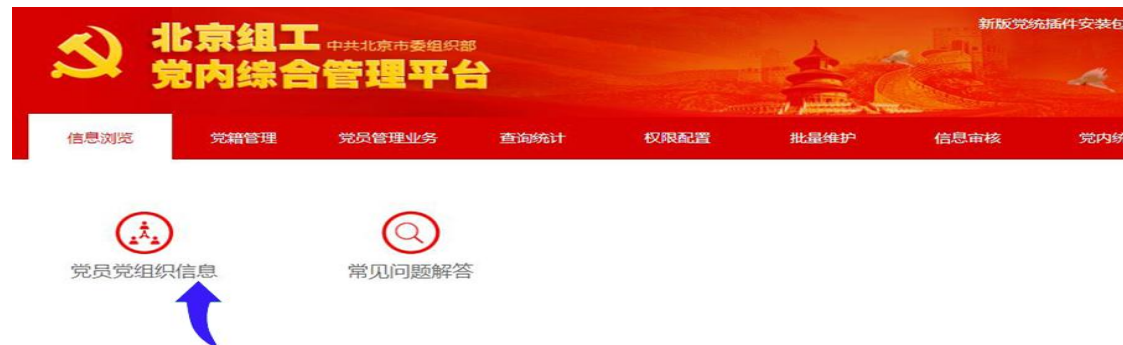 北京组工 中共北京市委组织部
党内综合管理平台
新版党统插件安装包
信息浏览 党籍管理 党员管理业务 查询统计 权限配置 批量维护 信息审核 党内统
党员党组织信息 常见问题解答